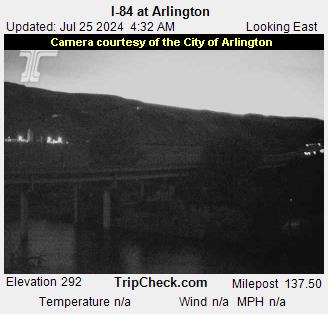 I-84 at Arlington
Updated: Jul 25 2024 4:32 AM Looking East
Camera courtesy of the City of Arlington
Elevation 292 TripCheck.com Milepost 137.50
Temperature n/a Wind n/a MPH n/a